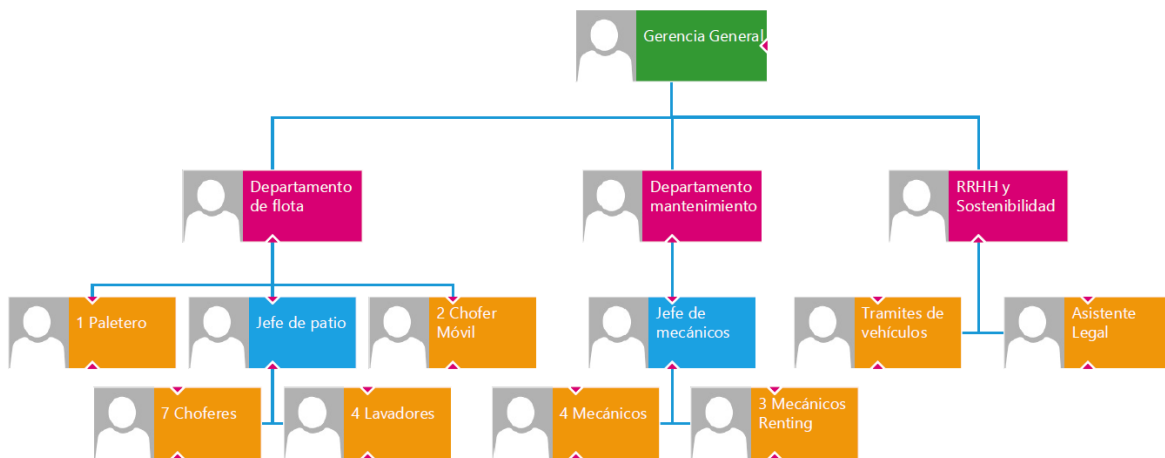 Gerencia General
Departamento
de flota
Departamento
mantenimiento
RRHH y
Sostenibilidad
1 Paletero
Jefe de patio
2 Chofer
Móvil
Jefe de
mecánicos
Tramites de
vehículos
Asistente
Legal
7 Choferes
4 Lavadores
4 Mecánicos
3 Mecánicos
Renting